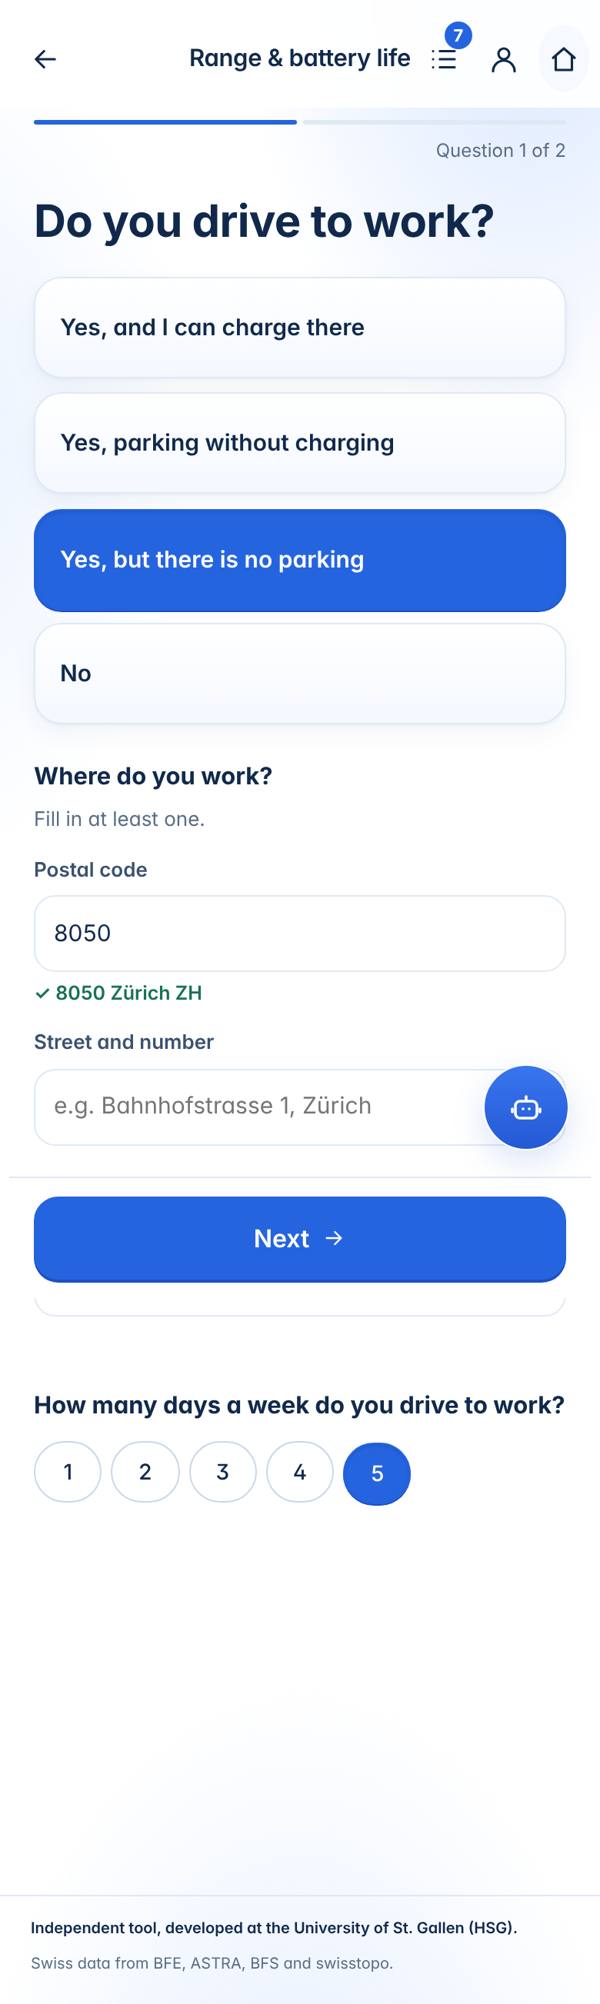 Range & battery life
7
Question 1 of 2
Do you drive to work?
Yes, and I can charge there
Yes, parking without charging
Yes, but there is no parking
No
Where do you work?
Fill in at least one.
Postal code
8050
✓ 8050 Zürich ZH
Street and number
e.g. Bahnhofstrasse 1, Zürich
Next →
How many days a week do you drive to work?
1 2 3 4 5
Independent tool, developed at the University of St. Gallen (HSG).
Swiss data from BFE, ASTRA, BFS and swisstopo.